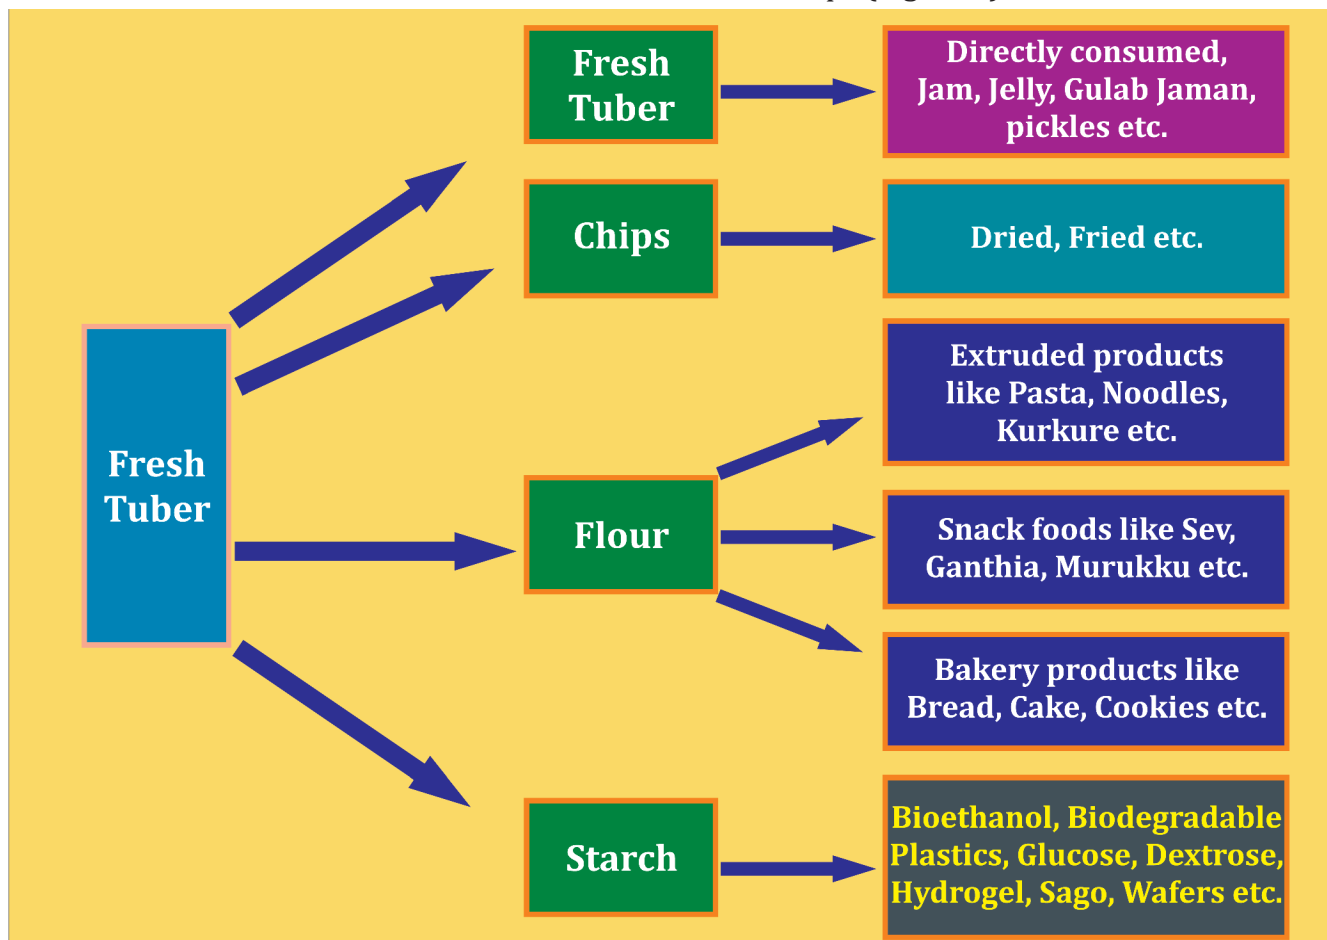 Fresh
Tuber
Fresh
Tuber
Directly consumed,
Jam, Jelly, Gulab Jaman,
pickles etc.
Chips
Dried, Fried etc.
Flour
Extruded products
like Pasta, Noodles,
Kurkure etc.
Snack foods like Sev,
Ganthia, Murukku etc.
Bakery products like
Bread, Cake, Cookies etc.
Starch
Bioethanol, Biodegradable
Plastics, Glucose, Dextrose,
Hydrogel, Sago, Wafers etc.